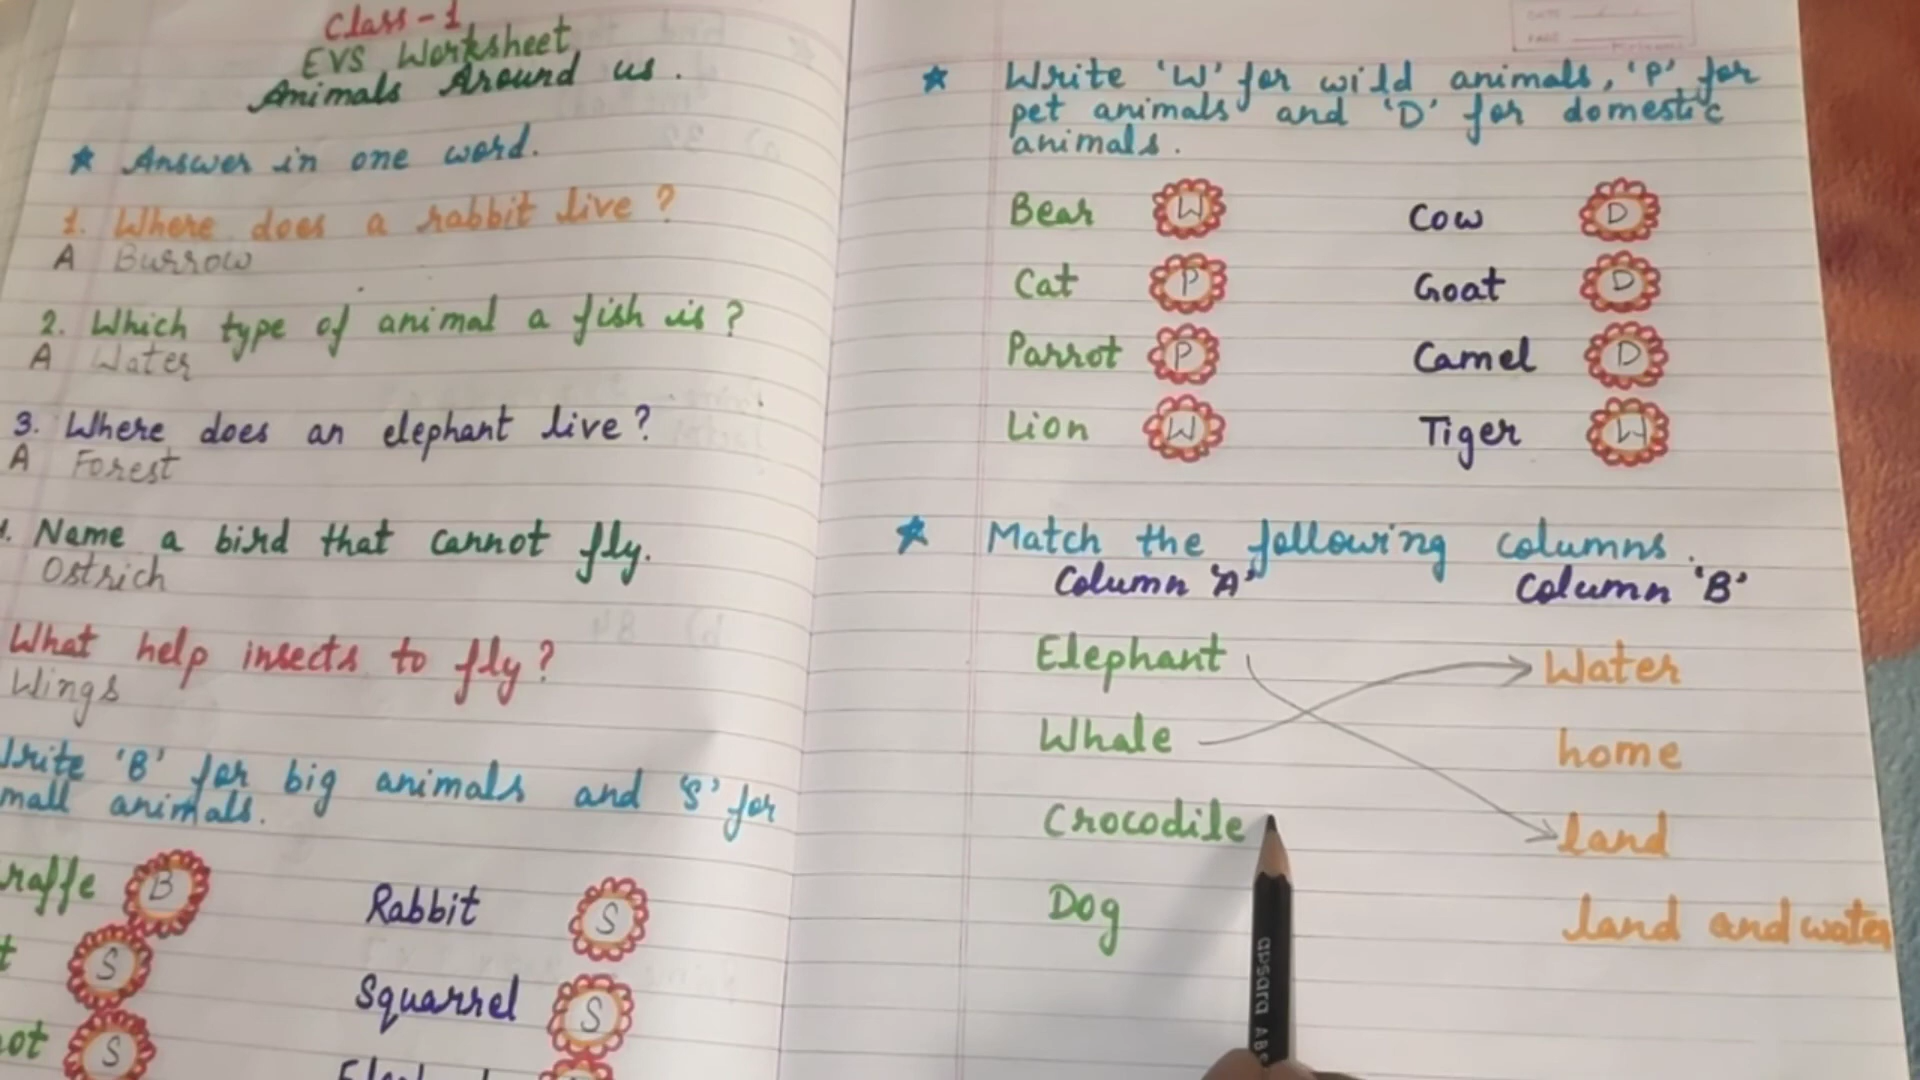 Class-1
EVS Worksheet
Animals Around us.
* Answer in one word.
1. Where does a rabbit live?
A Burrow
2. Which type of animal a fish is?
A Water
3. Where does an elephant live?
A Forest
Name a bird that cannot fly.
Ostrich
What help insects to fly?
Wings
Write 'B' for big animals and 'S' for
mall animals.
raffe B Rabbit S
t S Squarrel S
ot S
* Write 'W' for wild animals, 'P' for
pet animals and 'D' for domestic
animals.
Bear W Cow D
Cat P Goat D
Parrot P Camel D
Lion W Tiger W
* Match the following columns.
Column 'A' Column 'B'
Elephant Water
Whale home
Crocodile land
Dog land and water
apsara